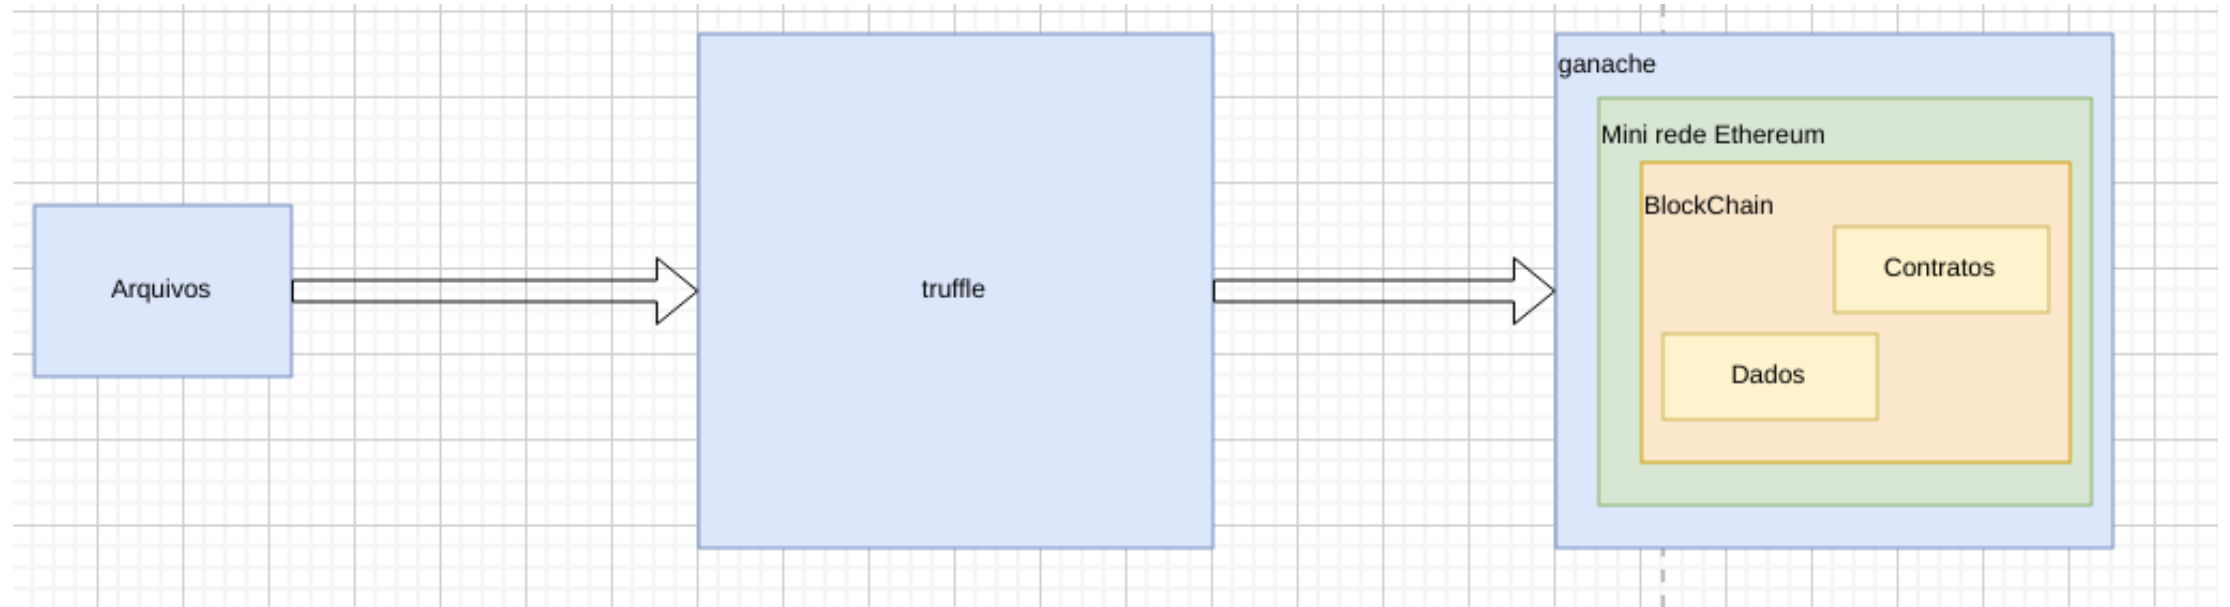 Arquivos
truffle
ganache
Mini rede Ethereum
BlockChain
Contratos
Dados